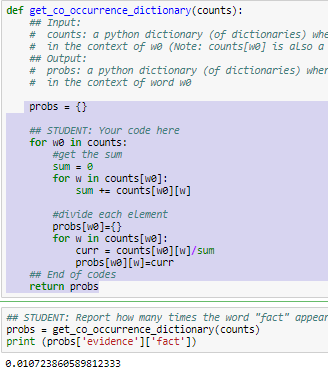 def get_co_occurrence_dictionary(counts):
## Input:
# counts: a python dictionary (of dictionaries) whe
# in the context of w0 (Note: counts[w0] is also a
## Output:
# probs: a python dictionary (of dictionaries) wher
# in the context of word w0
probs = {}
## STUDENT: Your code here
for w0 in counts:
#get the sum
sum = 0
for w in counts[w0]:
sum += counts[w0][w]
#divide each element
probs[w0]={}
for w in counts[w0]:
curr = counts[w0][w]/sum
probs[w0][w]=curr
## End of codes
return probs
## STUDENT: Report how many times the word "fact" appear
probs = get_co_occurrence_dictionary(counts)
print (probs['evidence']['fact'])
0.010723860589812333